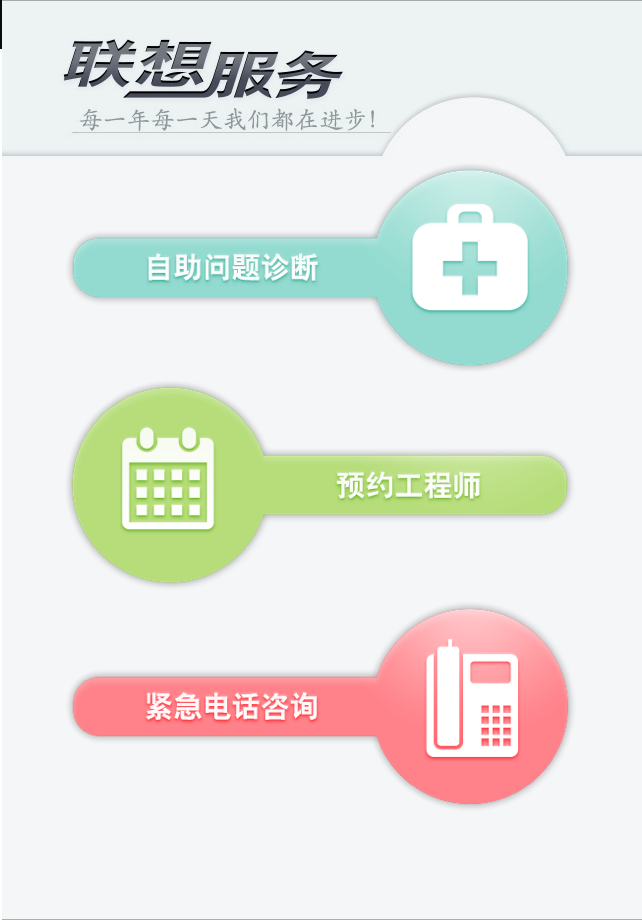 联想服务
每一年每一天我们都在进步!
自助问题诊断
预约工程师
紧急电话咨询